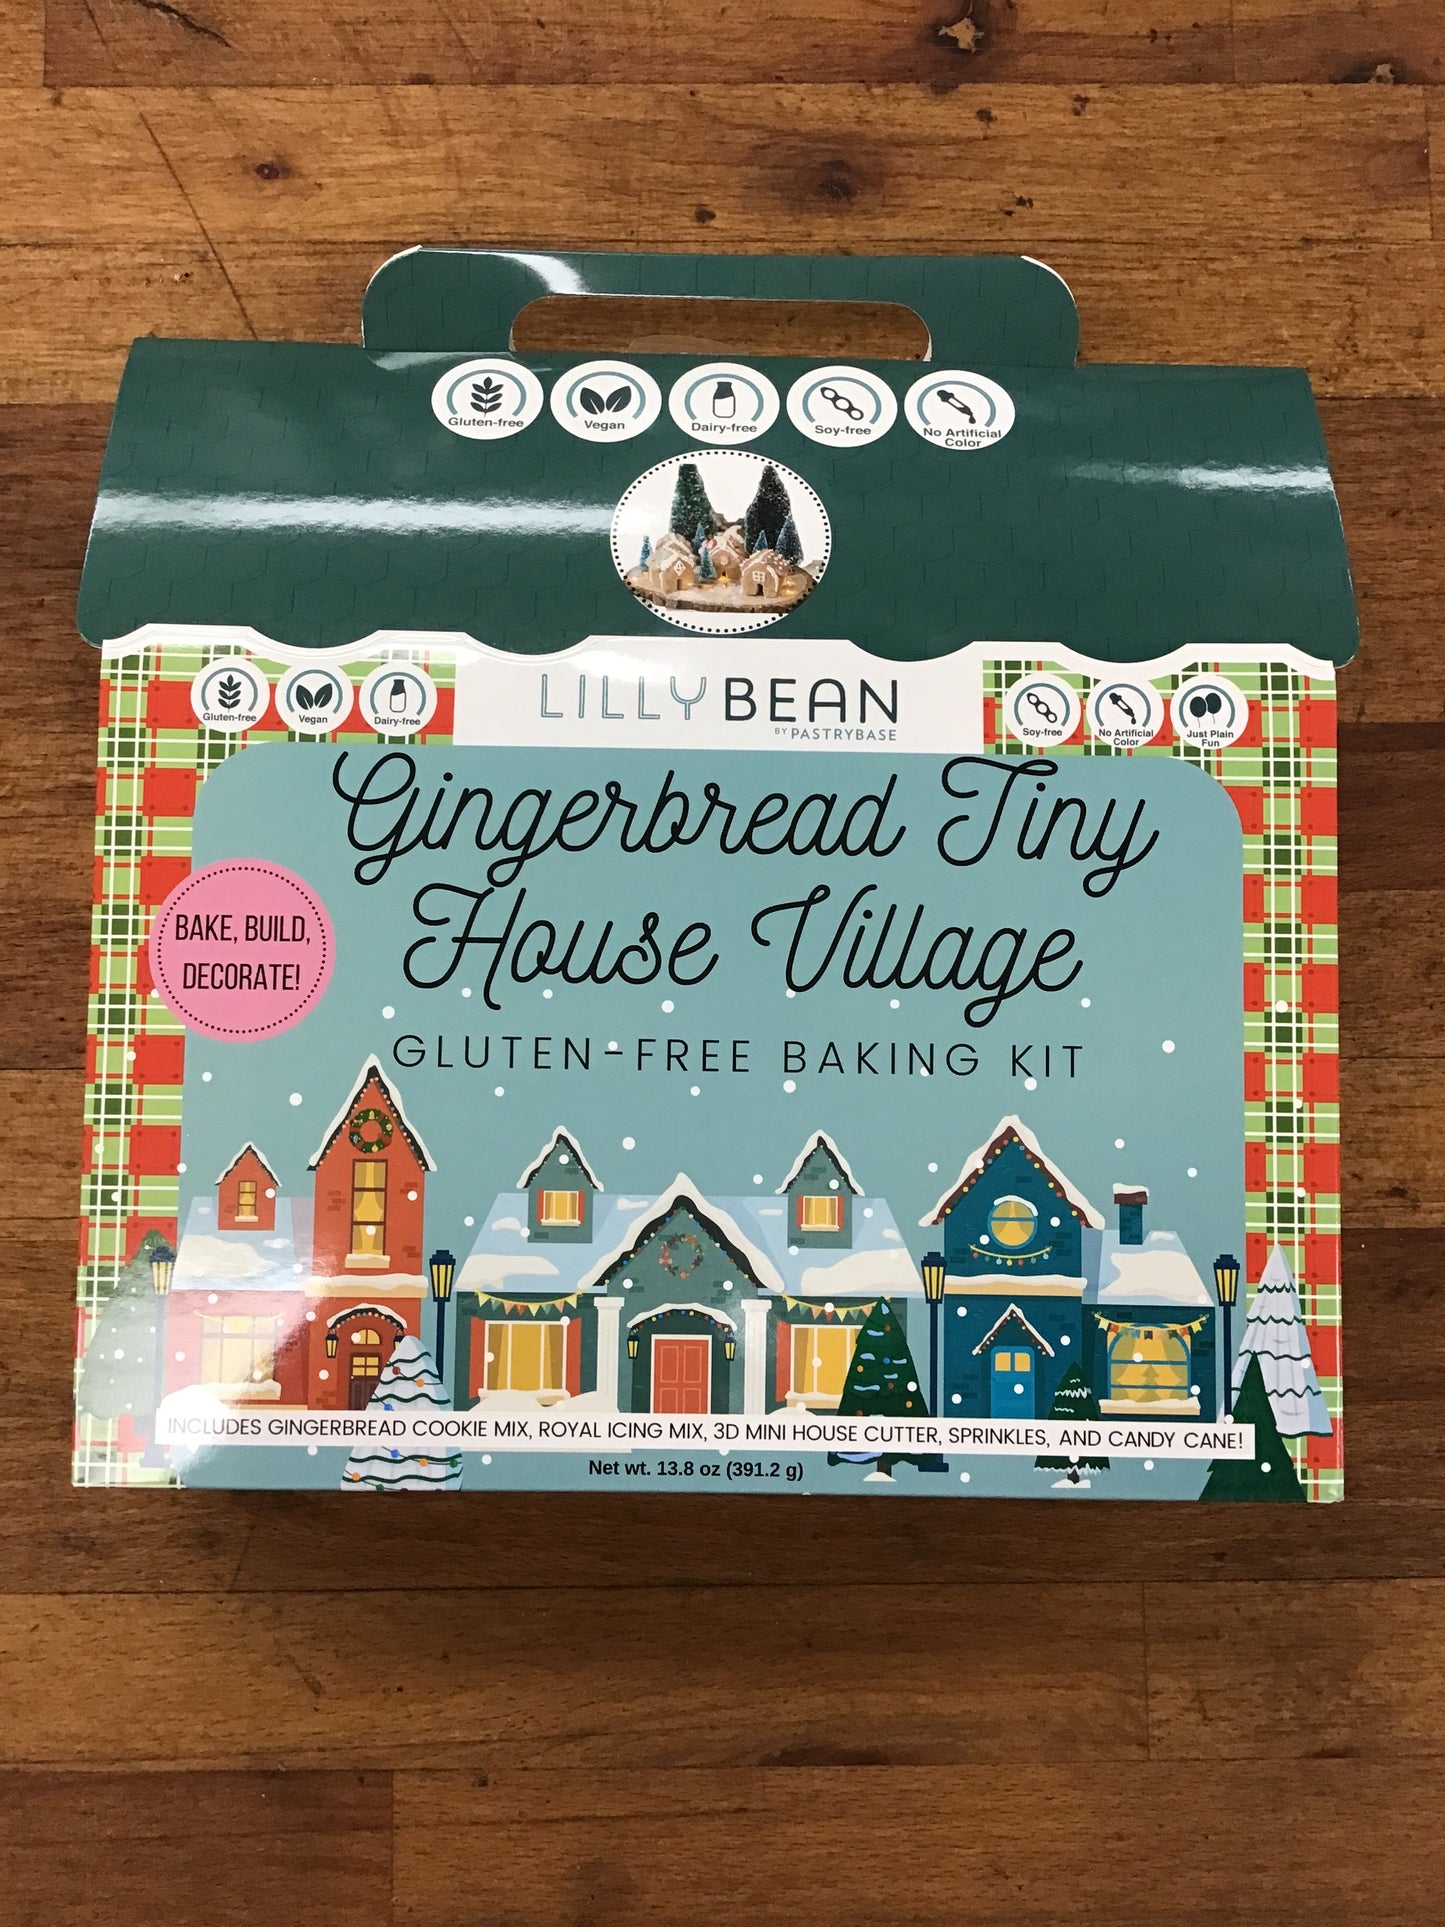 Gluten-free
Vegan
Dairy-free
Soy-free
No Artificial
Color
Gluten-free
Vegan
Dairy-free
LILLYBEAN
BY PASTRYBASE
Soy-free
No Artificial
Color
Just Plain
Fun
Gingerbread Tiny
House Village
GLUTEN-FREE BAKING KIT
BAKE, BUILD,
DECORATE!
INCLUDES GINGERBREAD COOKIE MIX, ROYAL ICING MIX, 3D MINI HOUSE CUTTER, SPRINKLES, AND CANDY CANE!
Net wt. 13.8 oz (391.2 g)